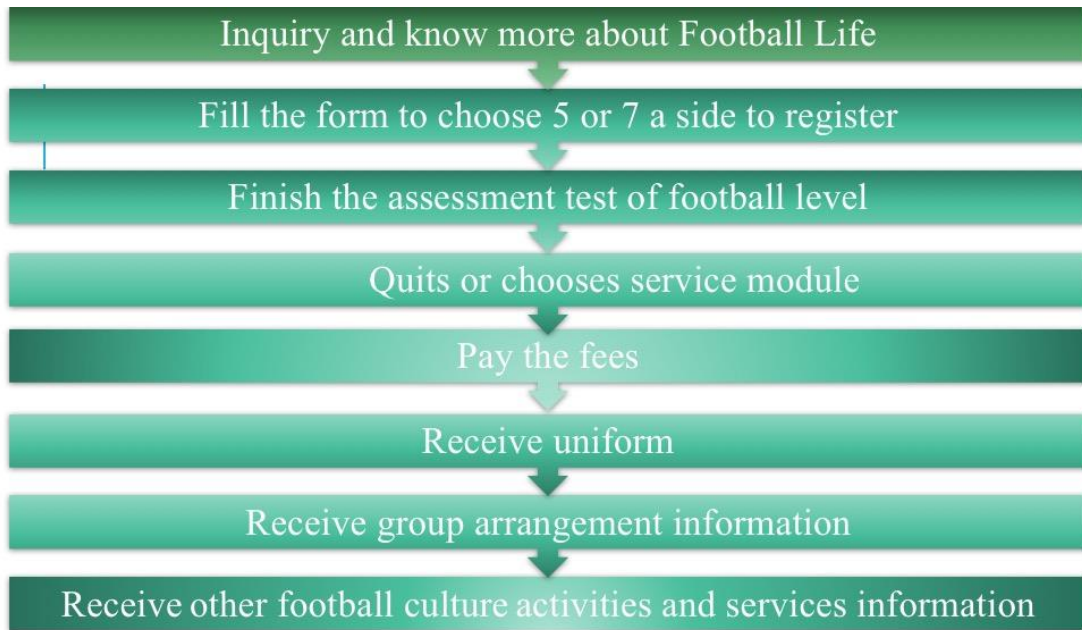 Inquiry and know more about Football Life
Fill the form to choose 5 or 7 a side to register
Finish the assessment test of football level
Quits or chooses service module
Pay the fees
Receive uniform
Receive group arrangement information
Receive other football culture activities and services information